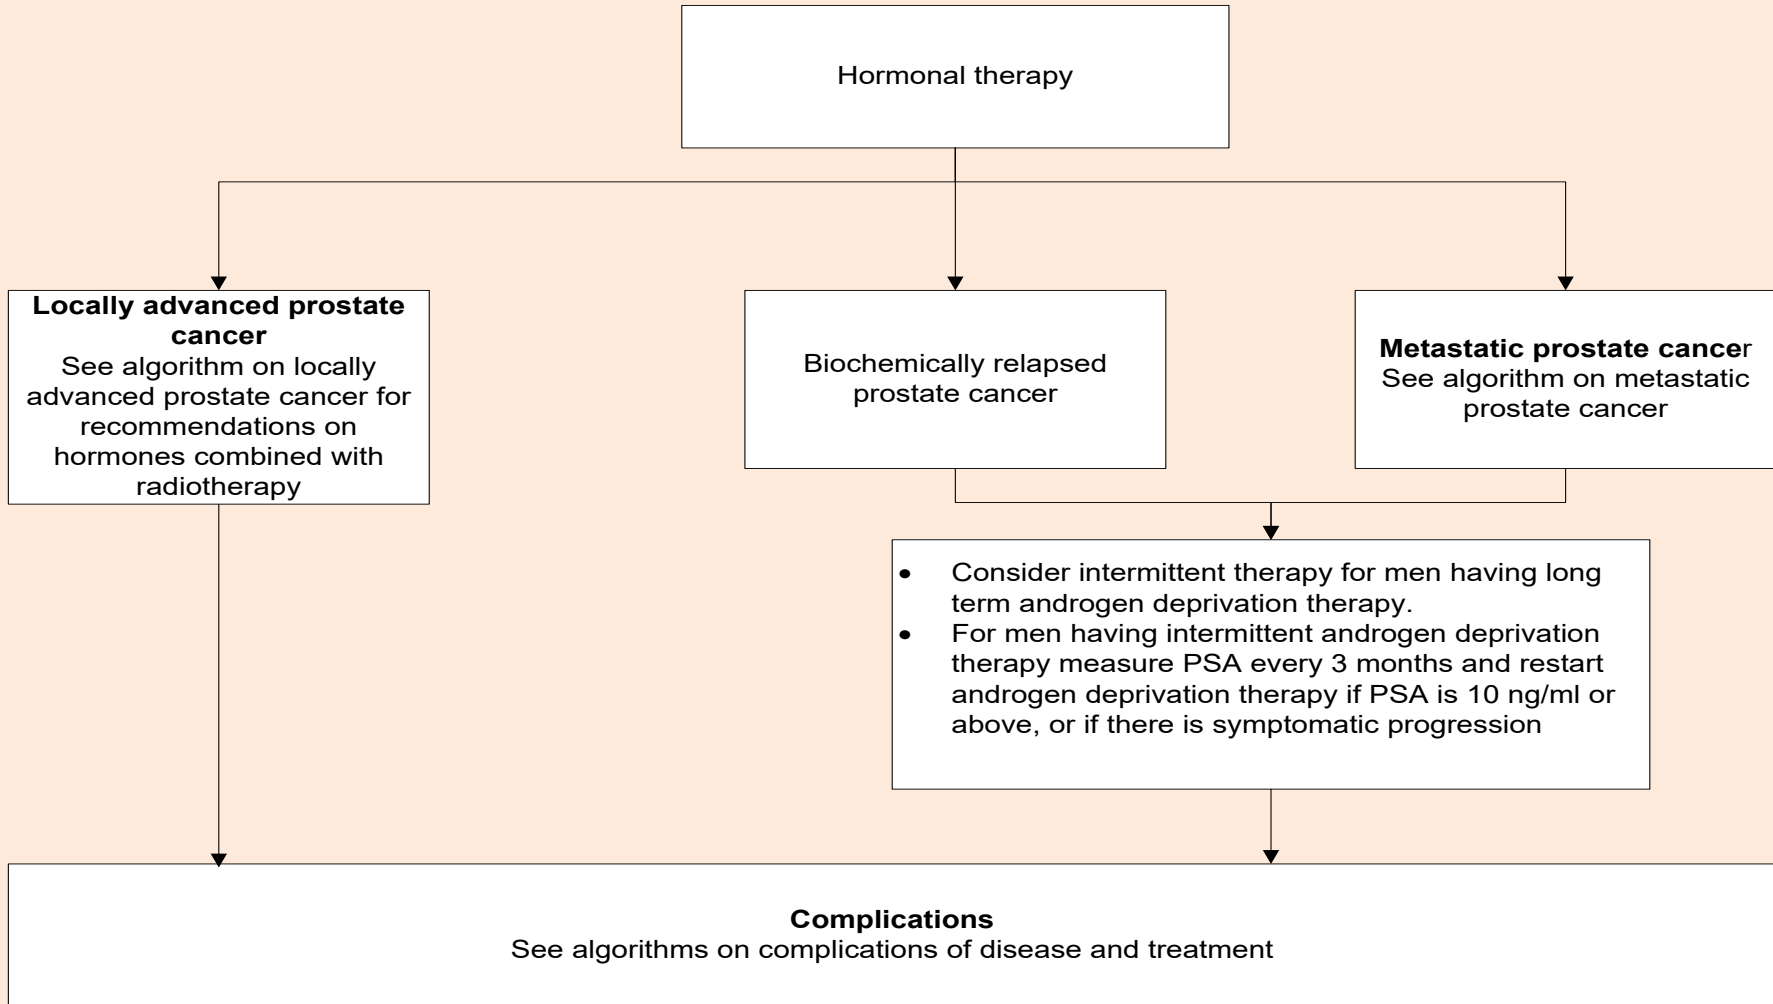 Hormonal therapy
Locally advanced prostate
cancer
See algorithm on locally
advanced prostate cancer for
recommendations on
hormones combined with
radiotherapy
Biochemically relapsed
prostate cancer
Metastatic prostate cancer
See algorithm on metastatic
prostate cancer
• Consider intermittent therapy for men having long
term androgen deprivation therapy.
• For men having intermittent androgen deprivation
therapy measure PSA every 3 months and restart
androgen deprivation therapy if PSA is 10 ng/ml or
above, or if there is symptomatic progression
Complications
See algorithms on complications of disease and treatment